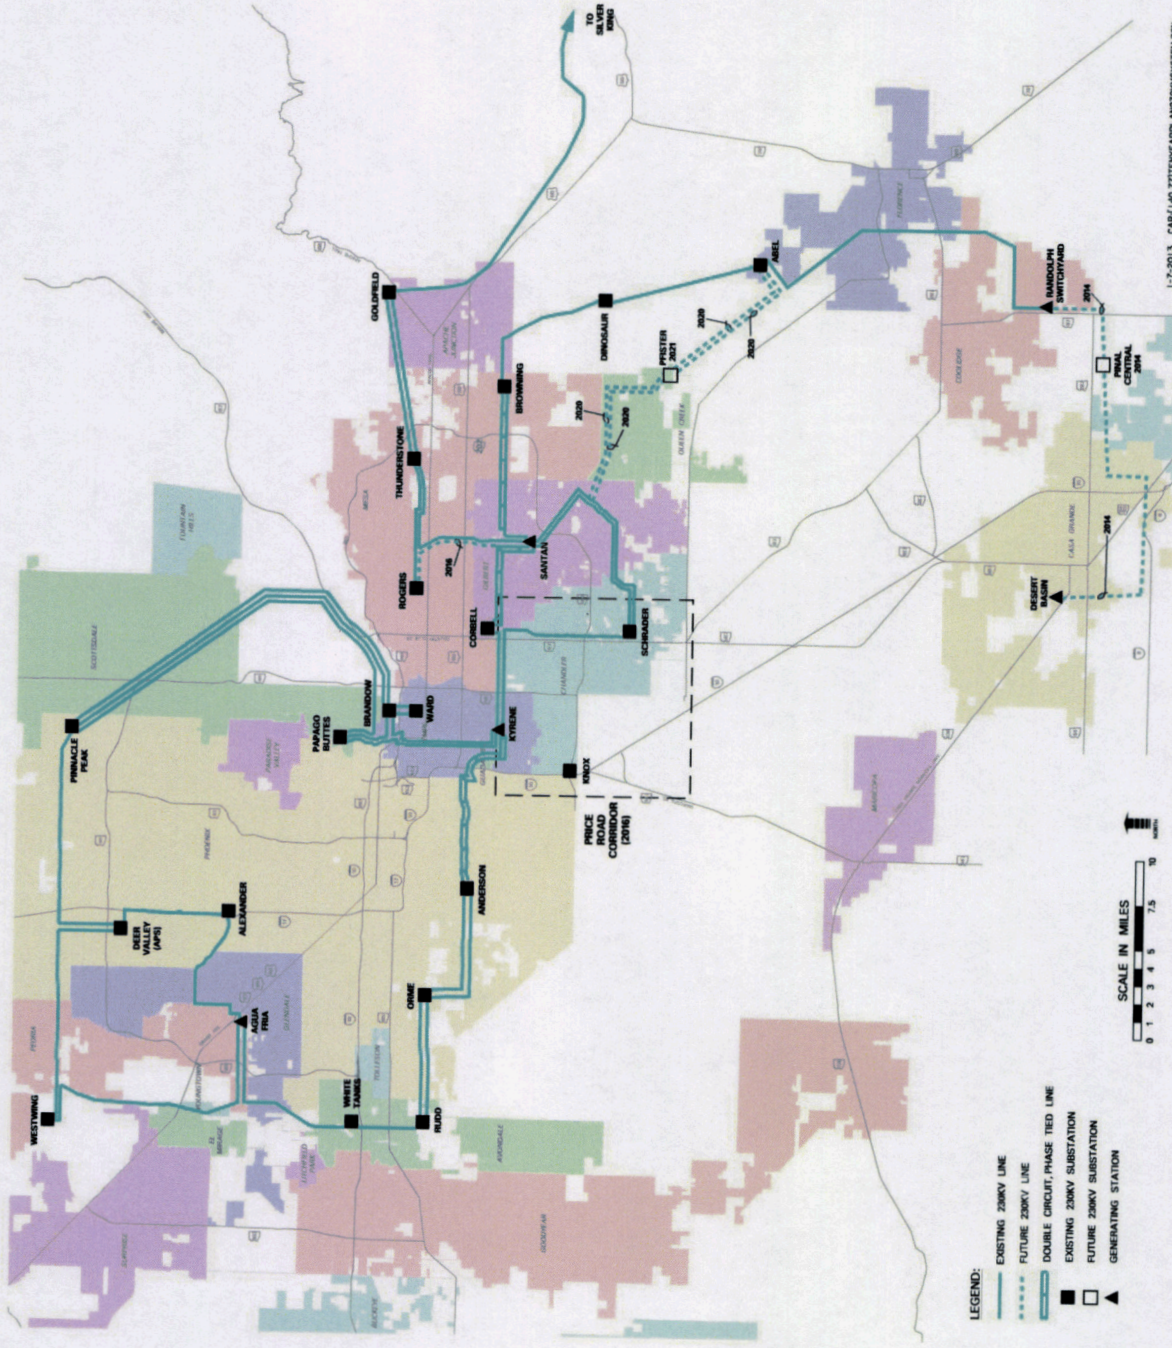 TO
SILVER
KING
GOLDFIELD
APACHE
JUNCTION
ABEL
FLORENCE
RANDOLPH
SWITCHYARD
2014
DINOSAUR
2020
2020
PFISTER
2021
BROWNING
THUNDERSTONE
MESA
2020
2020
QUEEN CREEK
COOLIDGE
PINAL
CENTRAL
2014
FOUNTAIN
HILLS
ROGERS
2016
GILBERT
SANTAN
CASA GRANDE
2014
DESERT
BASIN
SCOTTSDALE
CORBELL
SCHRADER
CHANDLER
PINNACLE
PEAK
PARADISE
VALLEY
PAPAGO
BUTTES
BRANDOW
WARD
KYRENE
KNOX
PRICE
ROAD
CORRIDOR
(2016)
MARICOPA
PHOENIX
DEER
VALLEY
(APS)
ALEXANDER
ANDERSON
ORME
PEORIA
GLENDALE
AGUA
FRIA
YOUNGTOWN
TOLLESON
WESTWING
EL
MIRAGE
WHITE
TANKS
RUDD
AVONDALE
LITCHFIELD
PARK
SURPRISE
GOODYEAR
BUCKEYE
NORTH
SCALE IN MILES
0 1 2 3 4 5 7.5 10
LEGEND:
EXISTING 230KV LINE
FUTURE 230KV LINE
DOUBLE CIRCUIT, PHASE TIED LINE
EXISTING 230KV SUBSTATION
FUTURE 230KV SUBSTATION
GENERATING STATION